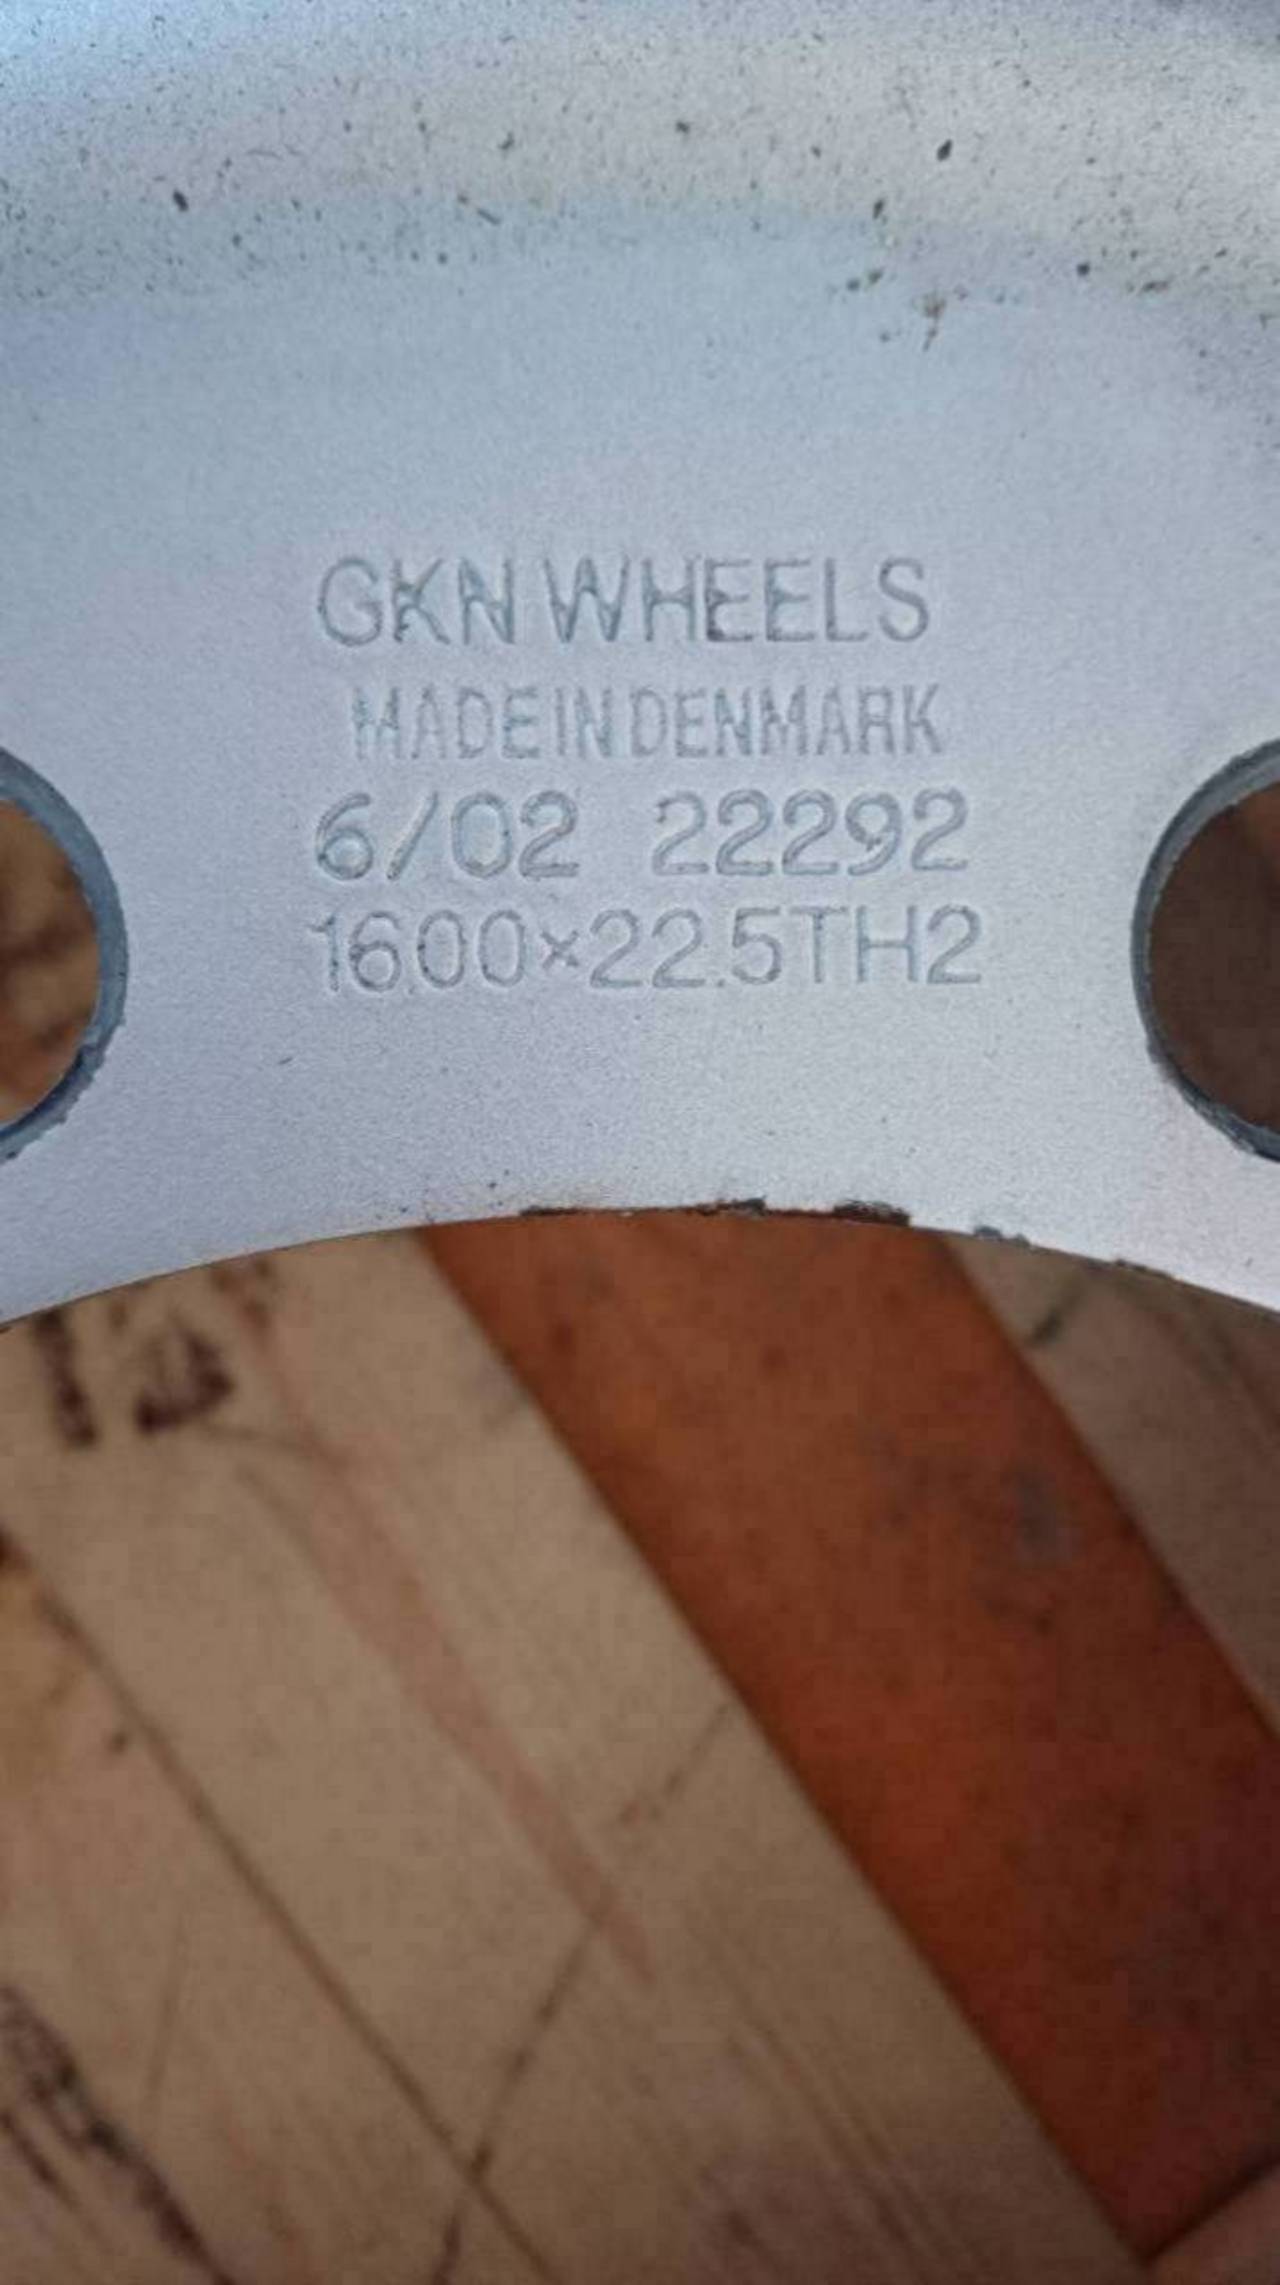 GKN WHEELS
MADE IN DENMARK
6/02 22292
16.00×22.5TH2